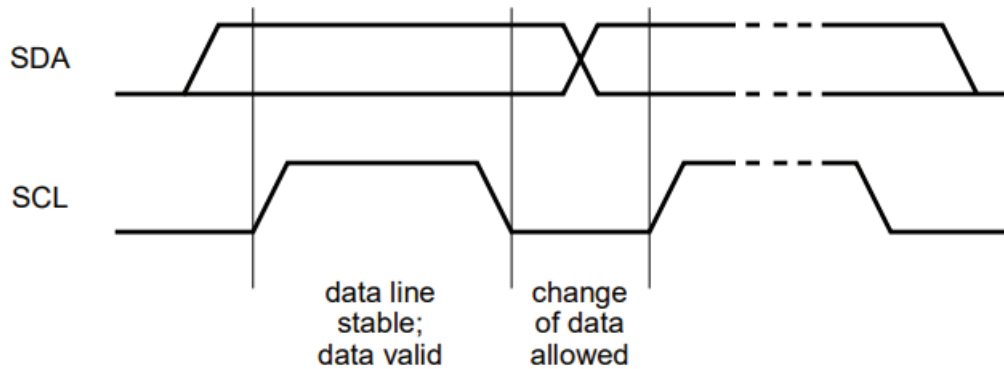 SDA
SCL
data line
stable;
data valid
change
of data
allowed